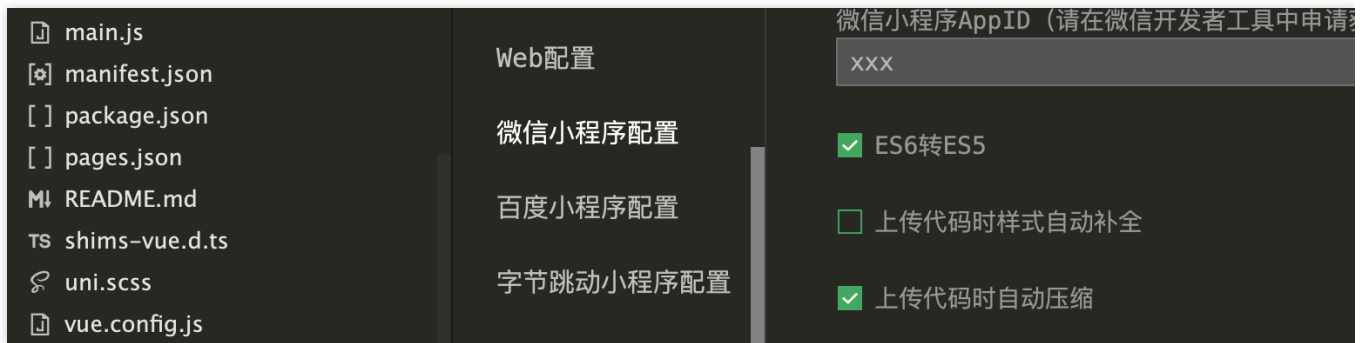 main.js
manifest.json
package.json
pages.json
README.md
TS shims-vue.d.ts
uni.scss
vue.config.js
Web配置
微信小程序配置
百度小程序配置
字节跳动小程序配置
微信小程序AppID（请在微信开发者工具中申请
xxx
ES6转ES5
上传代码时样式自动补全
上传代码时自动压缩